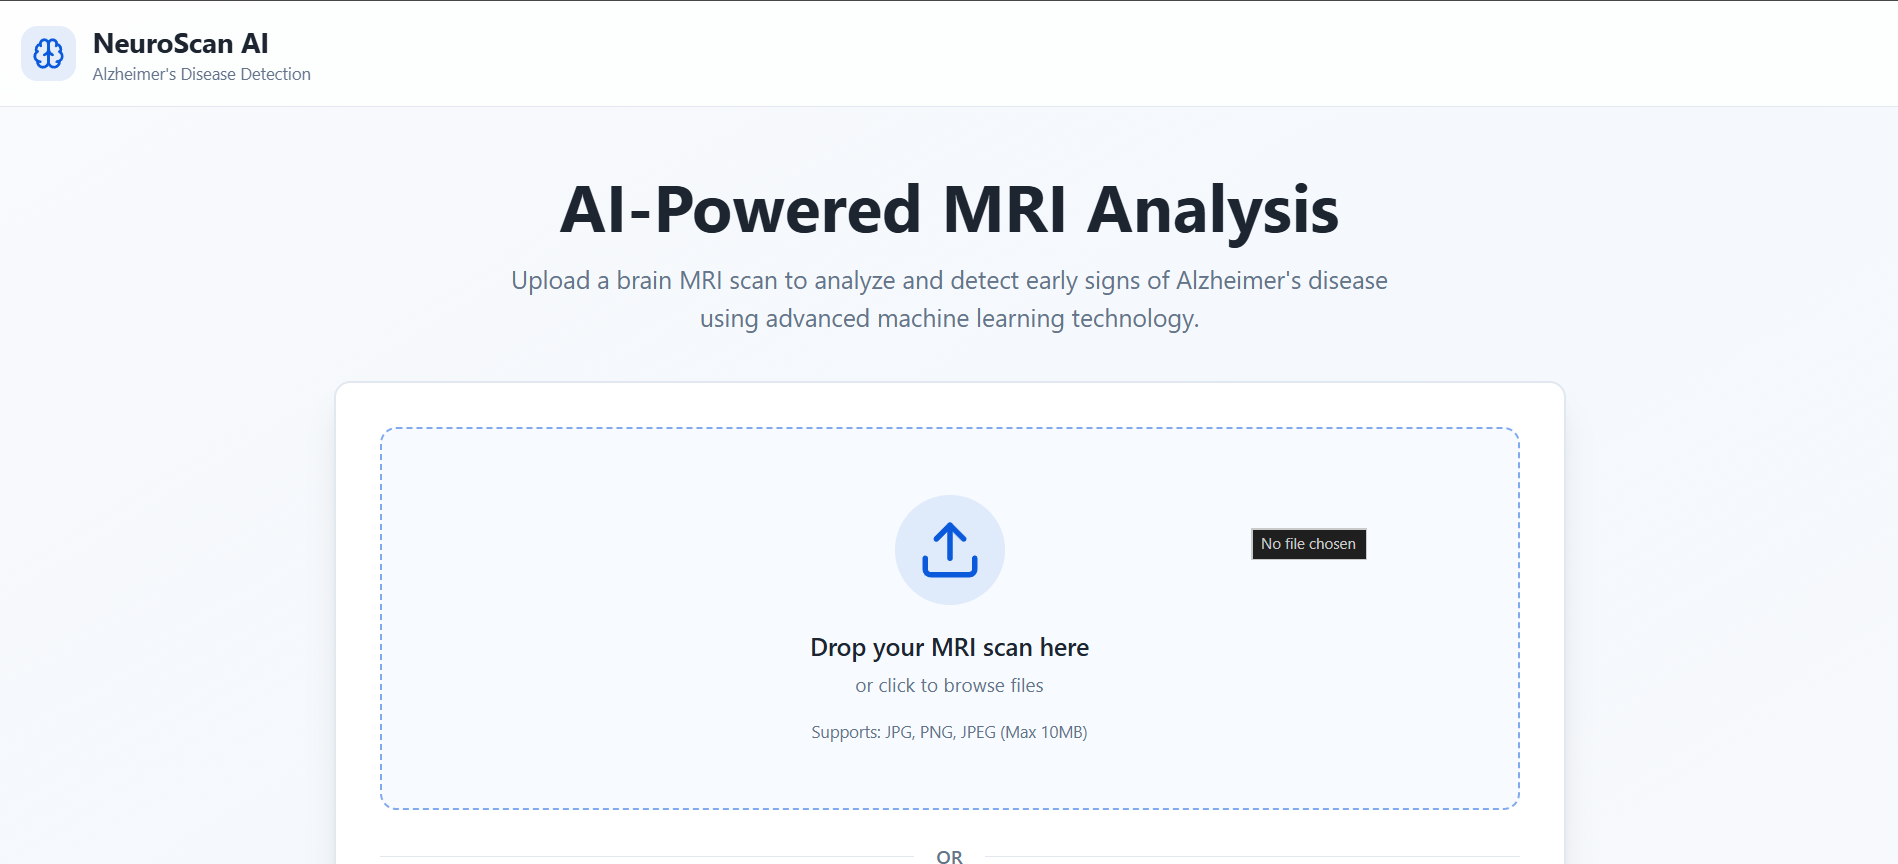 NeuroScan AI
Alzheimer's Disease Detection
AI-Powered MRI Analysis
Upload a brain MRI scan to analyze and detect early signs of Alzheimer's disease
using advanced machine learning technology.
No file chosen
Drop your MRI scan here
or click to browse files
Supports: JPG, PNG, JPEG (Max 10MB)
OR